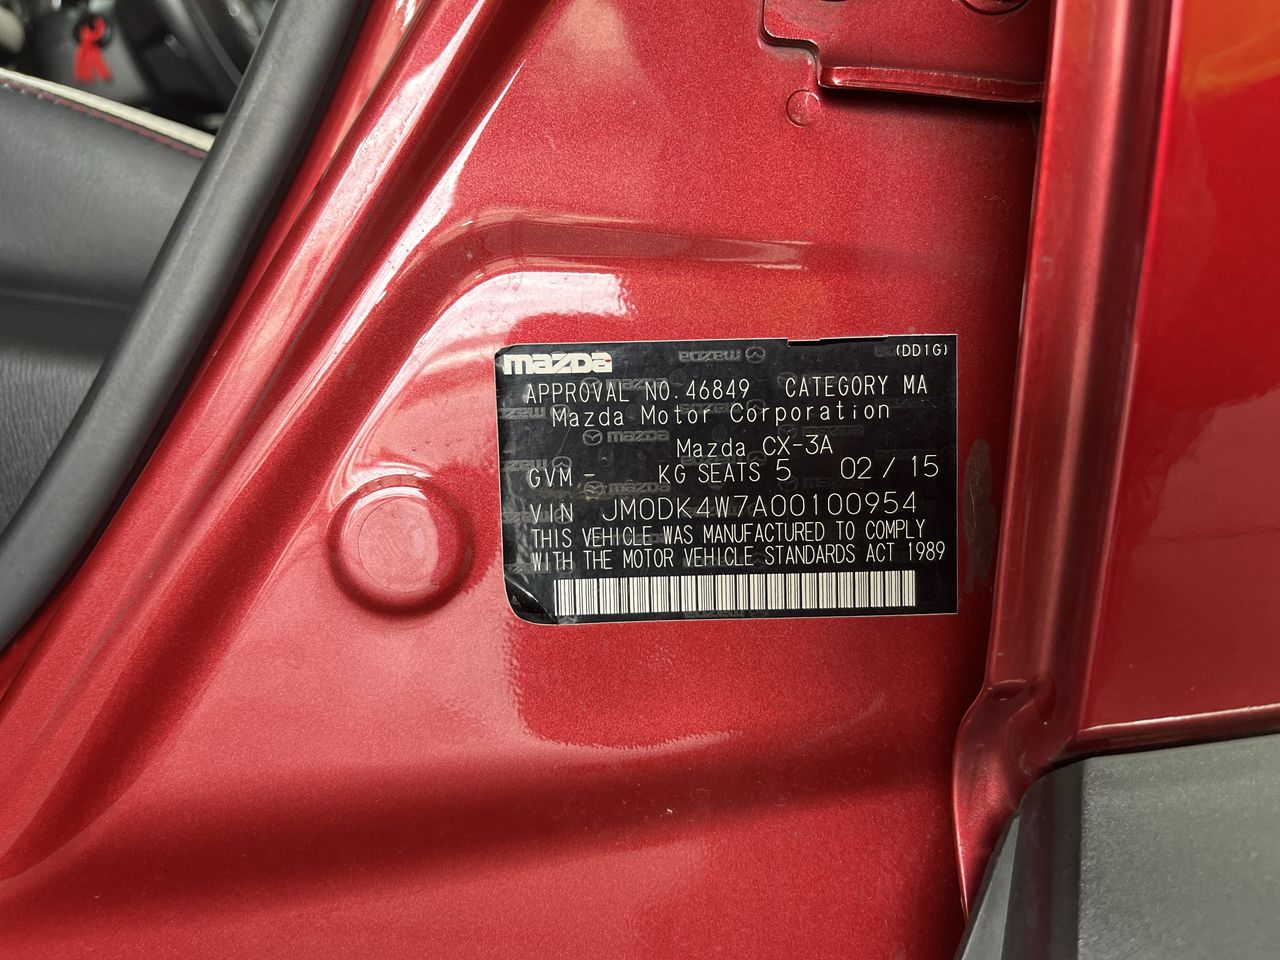 mazda (DD1G)
APPROVAL NO. 46849 CATEGORY MA
Mazda Motor Corporation
Mazda CX-3A
GVM - KG SEATS 5 02/15
VIN JM0DK4W7A00100954
THIS VEHICLE WAS MANUFACTURED TO COMPLY
WITH THE MOTOR VEHICLE STANDARDS ACT 1989